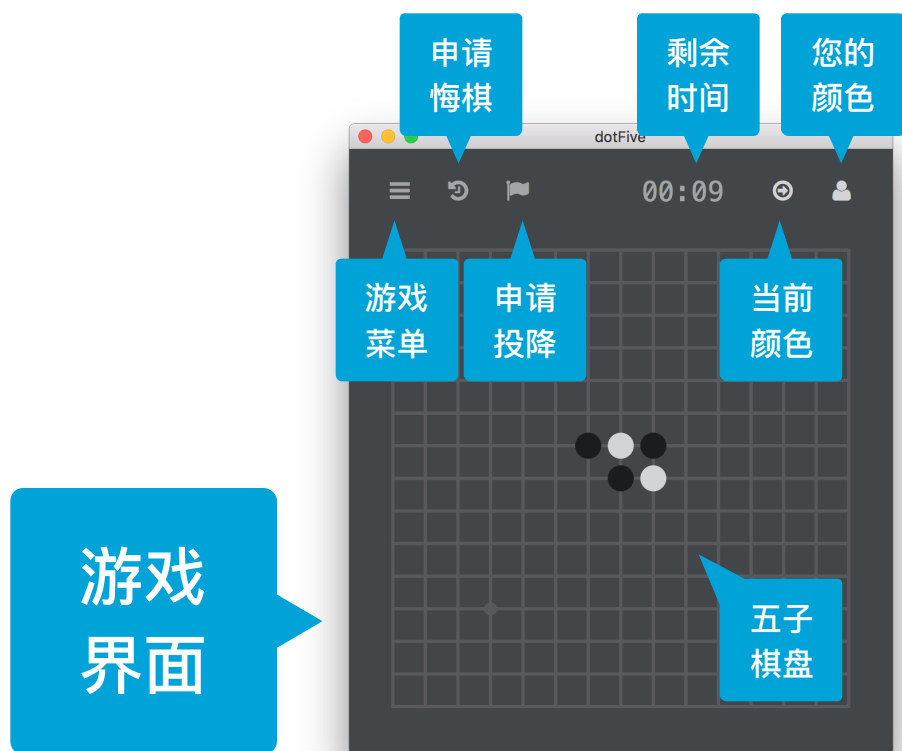 申请
悔棋
剩余
时间
您的
颜色
dotFive
00:09
游戏
菜单
申请
投降
当前
颜色
游戏
界面
五子
棋盘